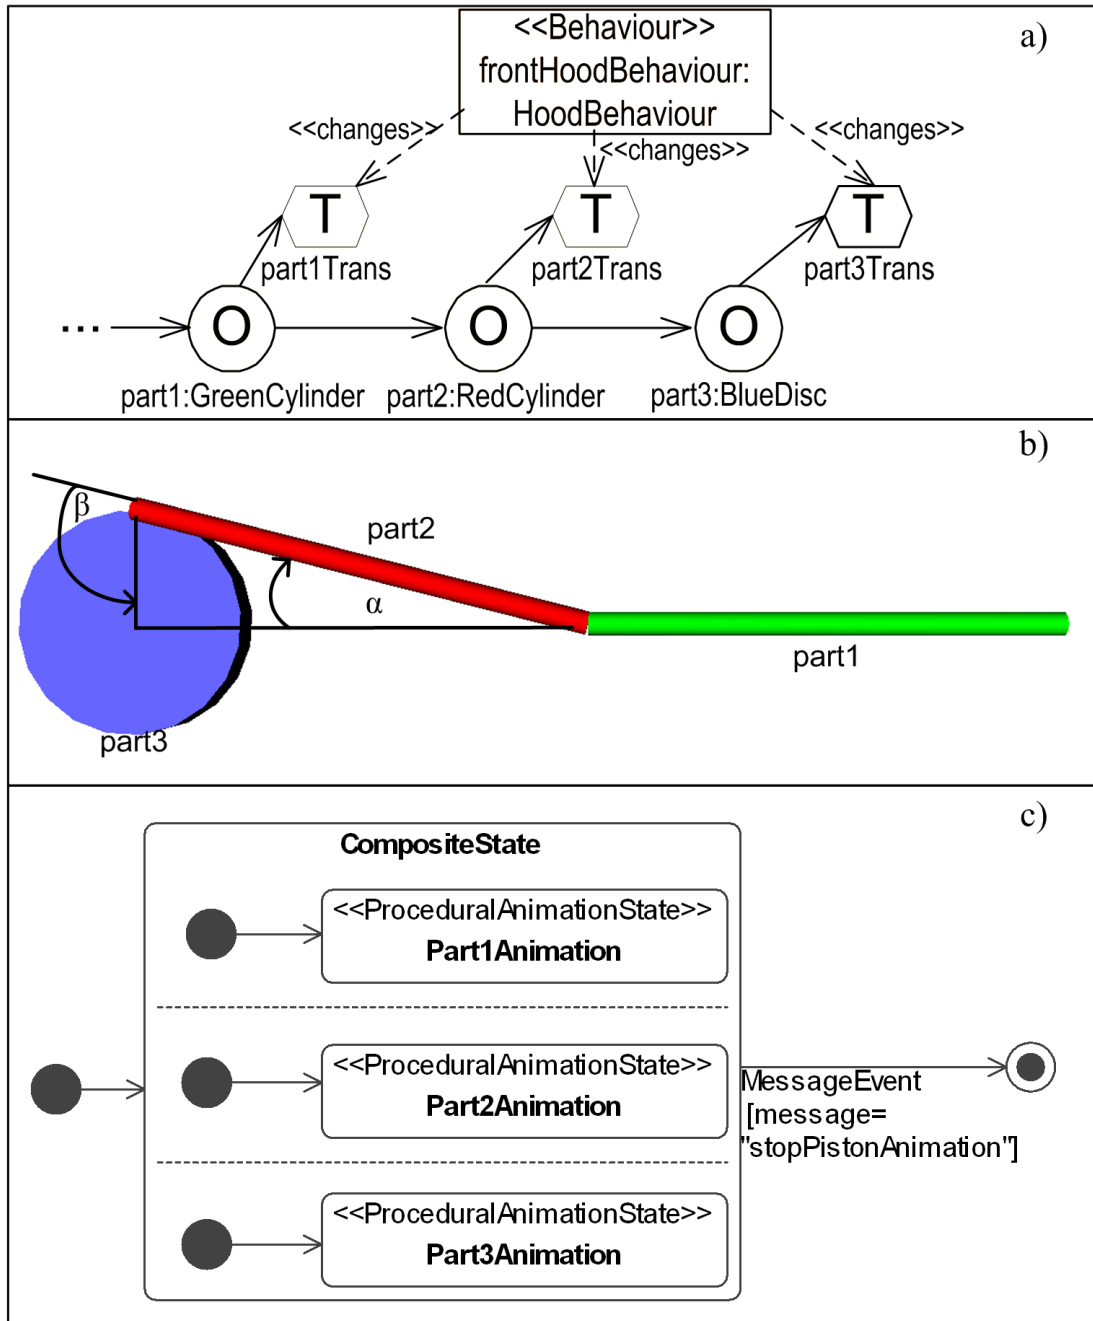 a)
<<Behaviour>>
frontHoodBehaviour:
HoodBehaviour
<<changes>>
<<changes>>
<<changes>>
T
T
T
part1Trans
part2Trans
part3Trans
...
O
O
O
part1:GreenCylinder
part2:RedCylinder
part3:BlueDisc
b)
β
part2
α
part1
part3
c)
CompositeState
<<ProceduralAnimationState>>
Part1Animation
<<ProceduralAnimationState>>
Part2Animation
MessageEvent
[message=
"stopPistonAnimation"]
<<ProceduralAnimationState>>
Part3Animation